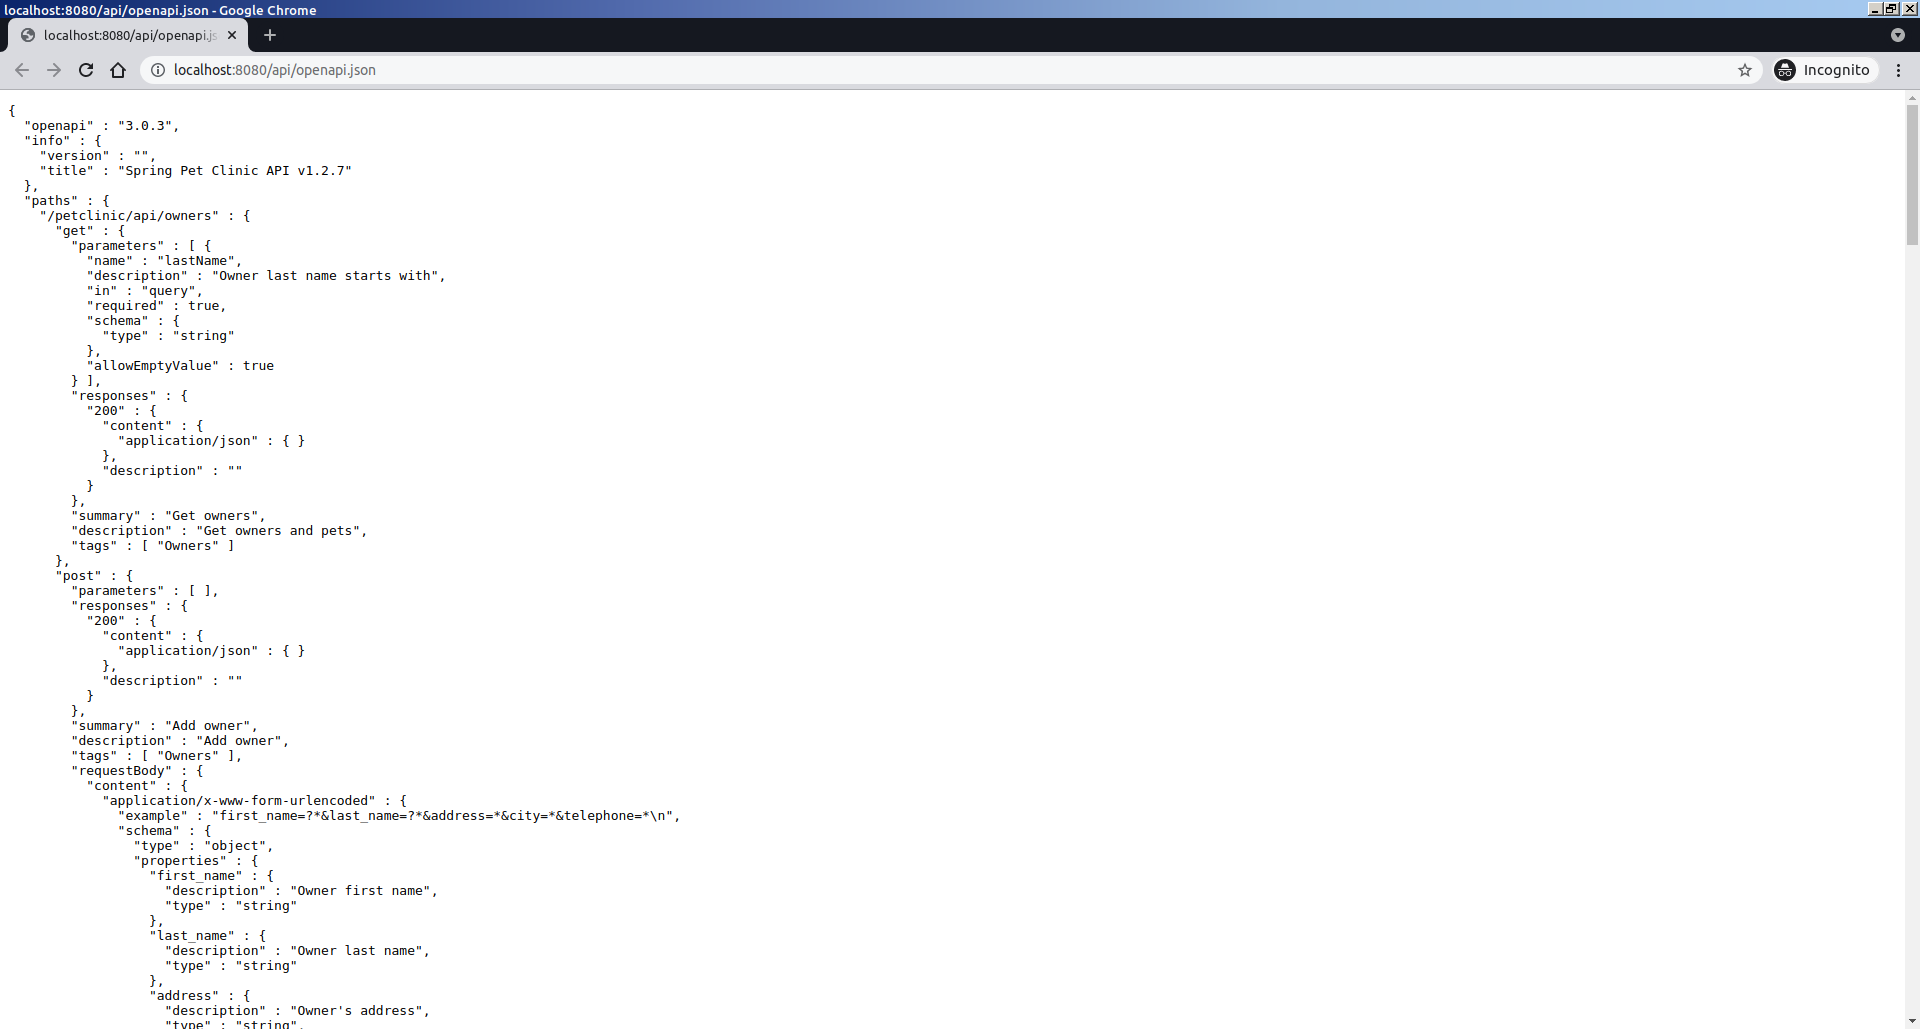 localhost:8080/api/openapi.json - Google Chrome
localhost:8080/api/openapi.js
localhost:8080/api/openapi.json
Incognito
{
  "openapi" : "3.0.3",
  "info" : {
    "version" : "",
    "title" : "Spring Pet Clinic API v1.2.7"
  },
  "paths" : {
    "/petclinic/api/owners" : {
      "get" : {
        "parameters" : [ {
          "name" : "lastName",
          "description" : "Owner last name starts with",
          "in" : "query",
          "required" : true,
          "schema" : {
            "type" : "string"
          },
          "allowEmptyValue" : true
        } ],
        "responses" : {
          "200" : {
            "content" : {
              "application/json" : { }
            },
            "description" : ""
          }
        },
        "summary" : "Get owners",
        "description" : "Get owners and pets",
        "tags" : [ "Owners" ]
      },
      "post" : {
        "parameters" : [ ],
        "responses" : {
          "200" : {
            "content" : {
              "application/json" : { }
            },
            "description" : ""
          }
        },
        "summary" : "Add owner",
        "description" : "Add owner",
        "tags" : [ "Owners" ],
        "requestBody" : {
          "content" : {
            "application/x-www-form-urlencoded" : {
              "example" : "first_name=?*&last_name=?*&address=*&city=*&telephone=*\n",
              "schema" : {
                "type" : "object",
                "properties" : {
                  "first_name" : {
                    "description" : "Owner first name",
                    "type" : "string"
                  },
                  "last_name" : {
                    "description" : "Owner last name",
                    "type" : "string"
                  },
                  "address" : {
                    "description" : "Owner's address",
                    "type" : "string",